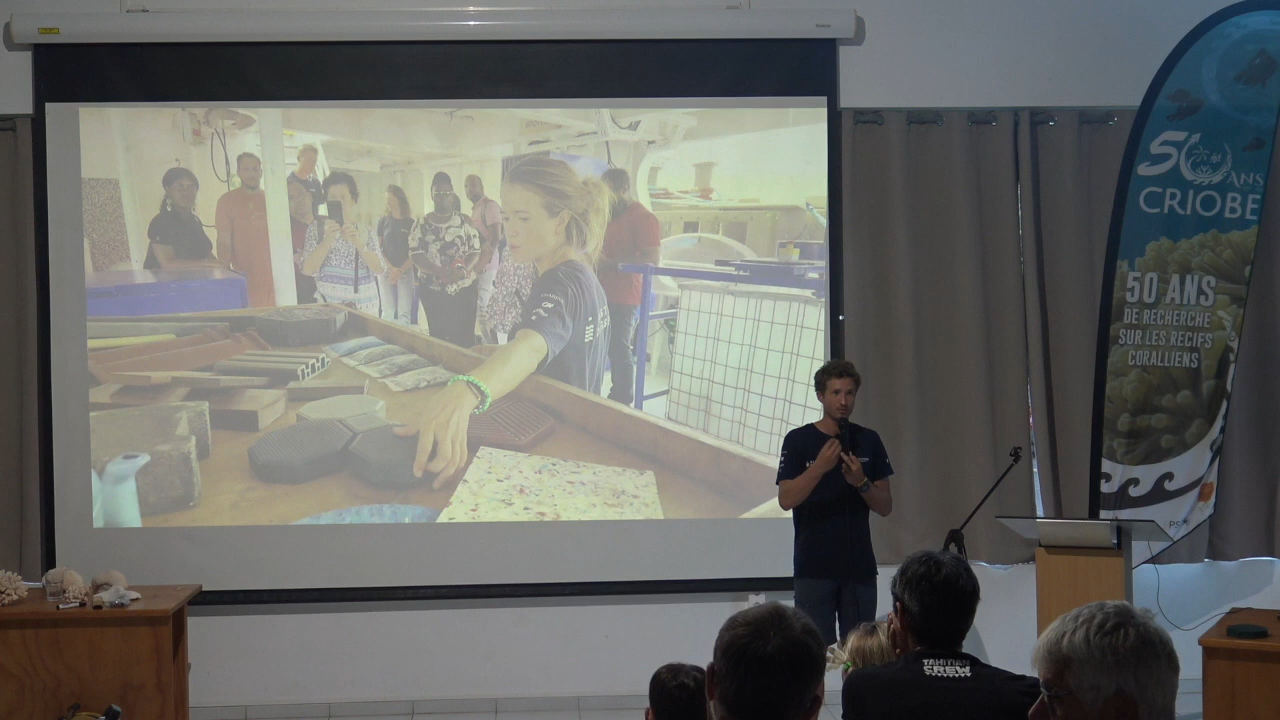 50
ANS
CRIOBE
50 ANS
DE RECHERCHE
SUR LES RECIFS
CORALLIENS
TAHITIAN
CREW